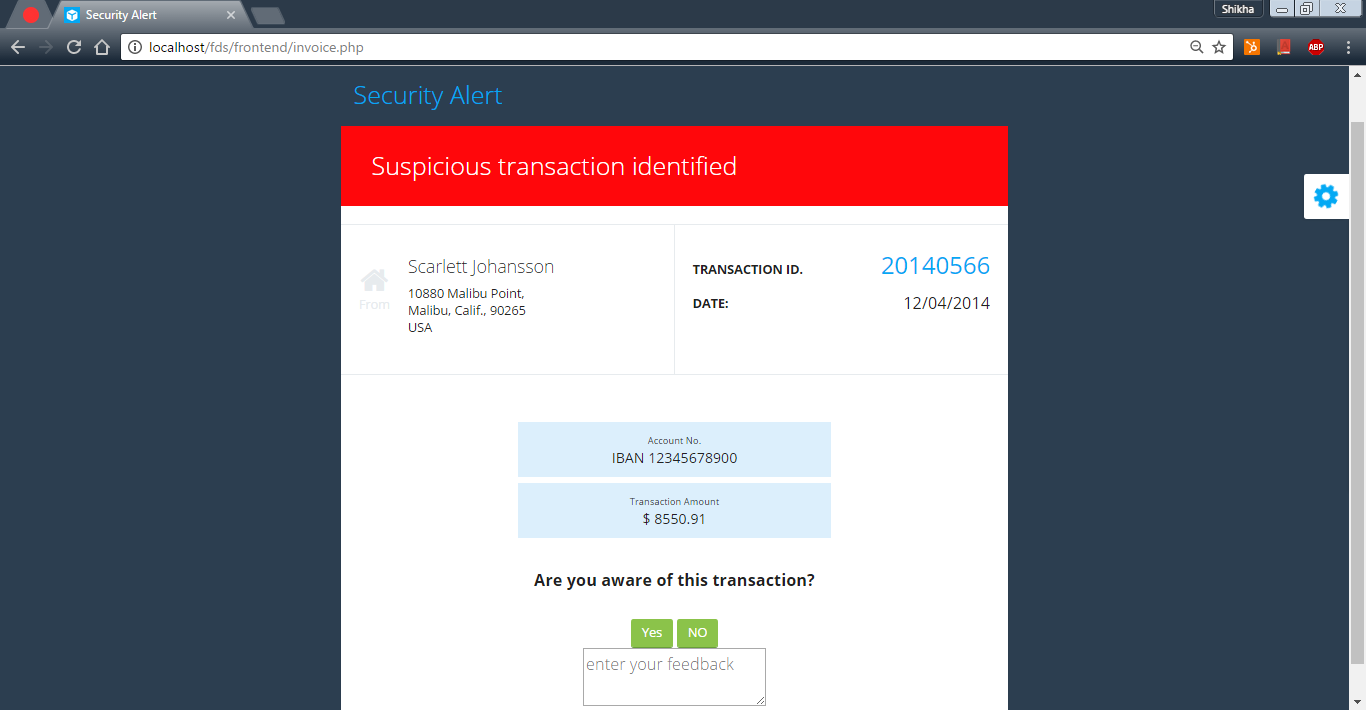 Security Alert
Shikha
localhost/fds/frontend/invoice.php
ABP
Security Alert
Suspicious transaction identified
From
Scarlett Johansson
10880 Malibu Point,
Malibu, Calif., 90265
USA
TRANSACTION ID.
20140566
DATE:
12/04/2014
Account No.
IBAN 12345678900
Transaction Amount
$ 8550.91
Are you aware of this transaction?
Yes
NO
enter your feedback